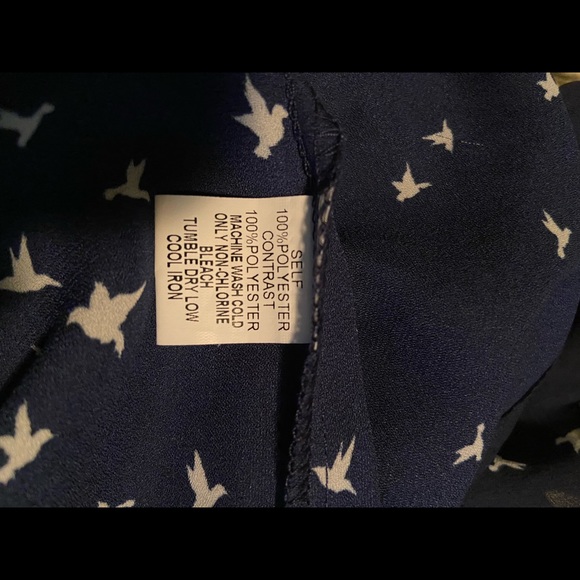 SELF
100%POLYESTER
CONTRAST
100%POLYESTER
MACHINE WASH COLD
ONLY NON-CHLORINE
BLEACH
TUMBLE DRY LOW
COOL IRON